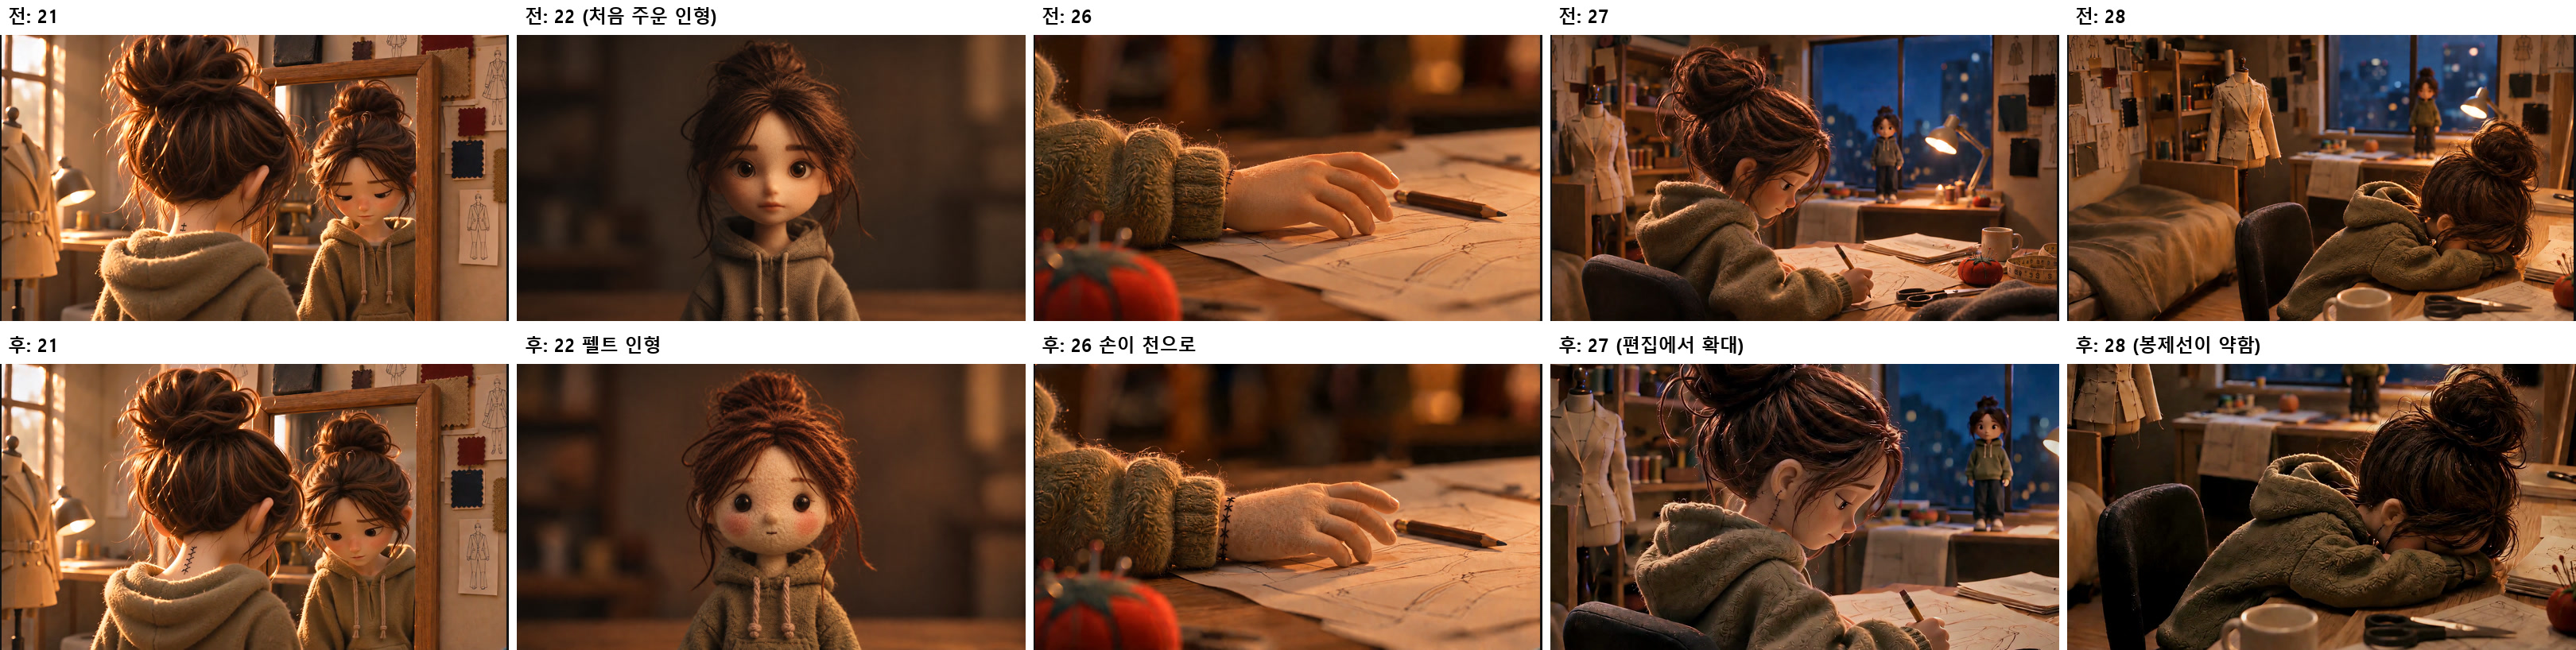 전: 21
전: 22 (처음 주운 인형)
전: 26
전: 27
전: 28
후: 21
후: 22 펠트 인형
후: 26 손이 천으로
후: 27 (편집에서 확대)
후: 28 (봉제선이 약함)